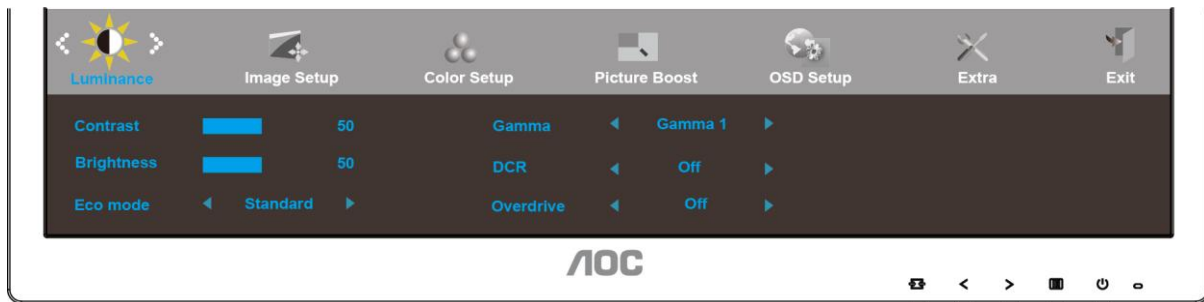 Luminance Image Setup Color Setup Picture Boost OSD Setup Extra Exit
Contrast 50 Gamma Gamma 1
Brightness 50 DCR Off
Eco mode Standard Overdrive Off
AOC